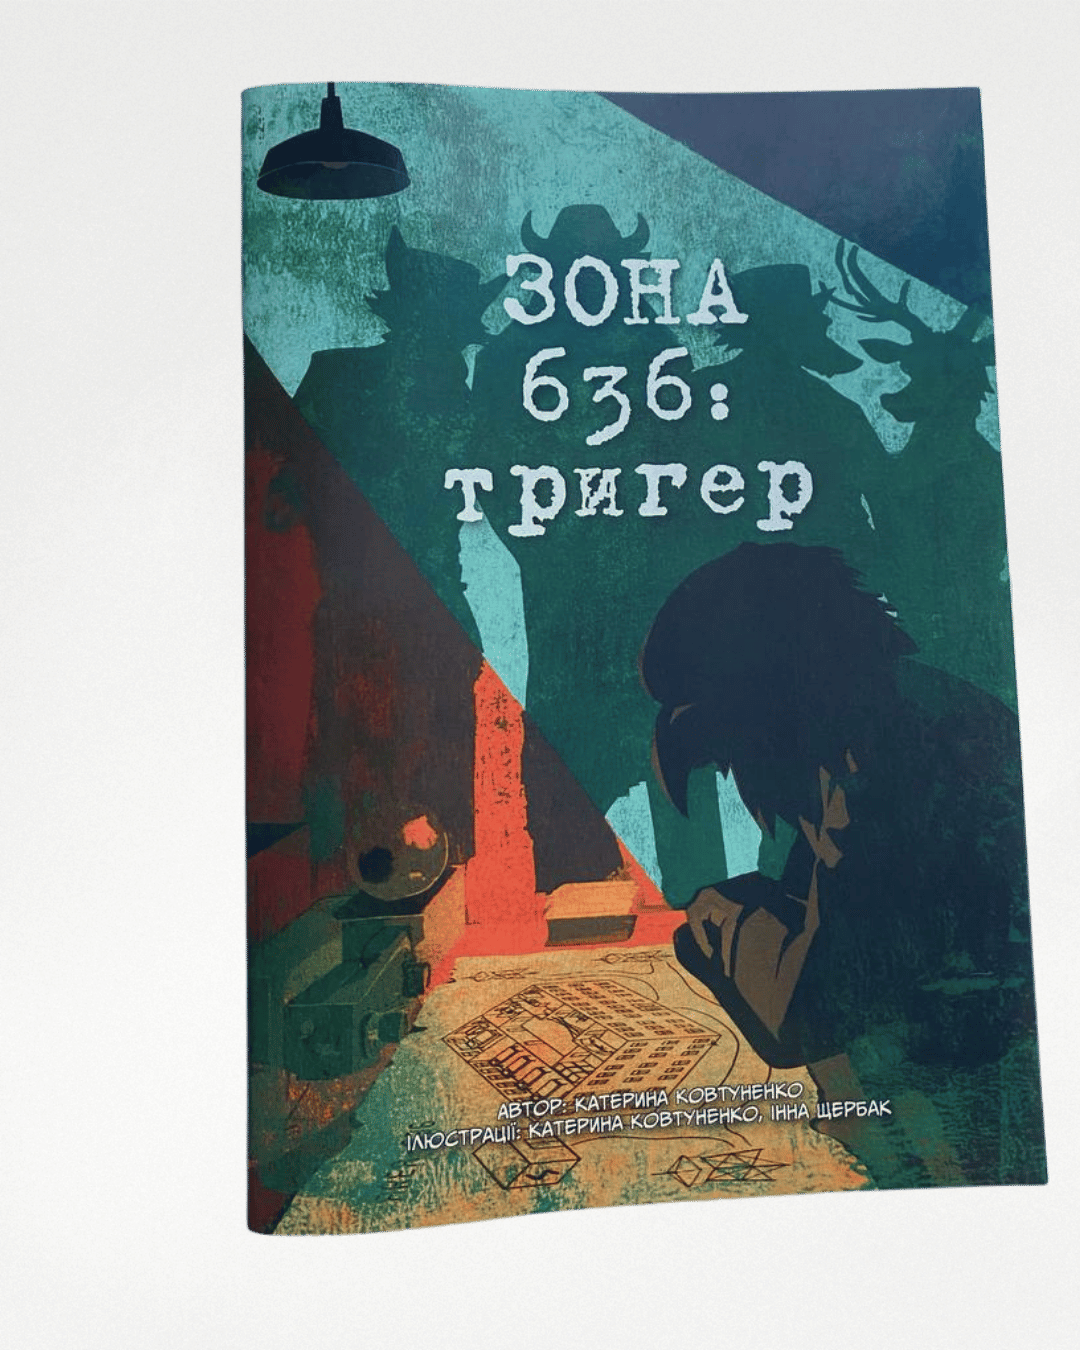 ЗОНА
636:
тригер
АВТОР: КАТЕРИНА КОВТУНЕНКО
ІЛЮСТРАЦІЇ: КАТЕРИНА КОВТУНЕНКО, ІННА ЩЕРБАК